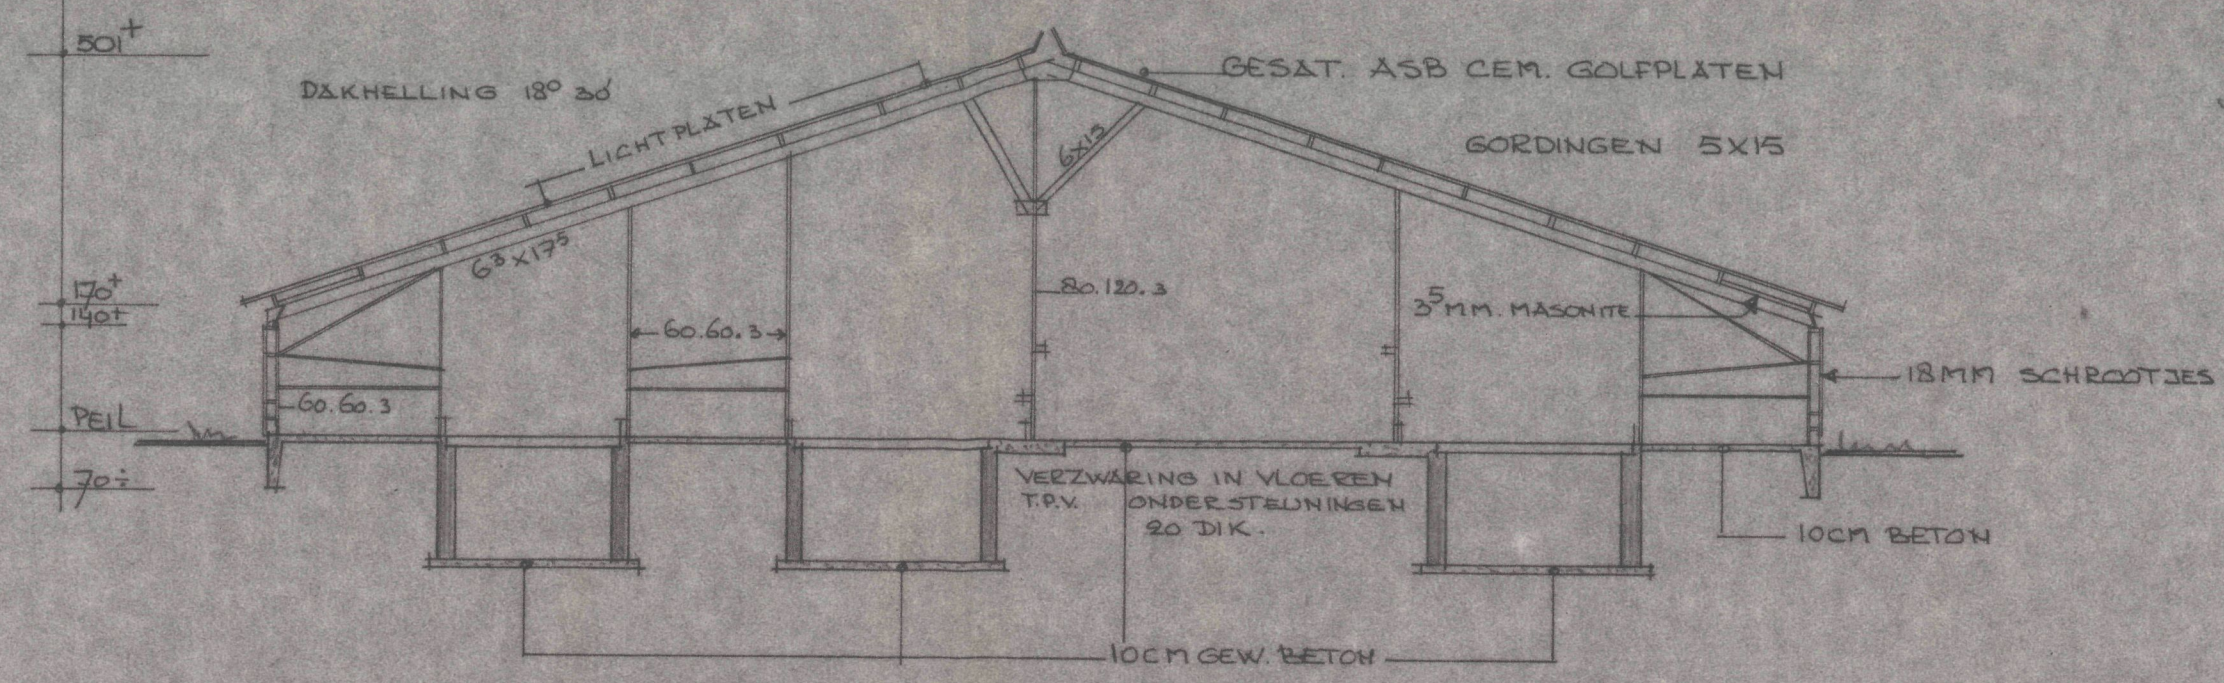 501+
DAKHELLING 18° 30'
LICHTPLATEN
GESAT. ASB CEM. GOLFPLATEN
6X15
GORDINGEN 5X15
6³X17⁵
170+
140+
80.120.3
3⁵MM. MASONITE
60.60.3
18MM SCHROOTJES
60.60.3
PEIL
70÷
VERZWARING IN VLOEREN
T.P.V. ONDERSTEUNINGEN
20 DIK.
10CM BETON
10CM GEW. BETON